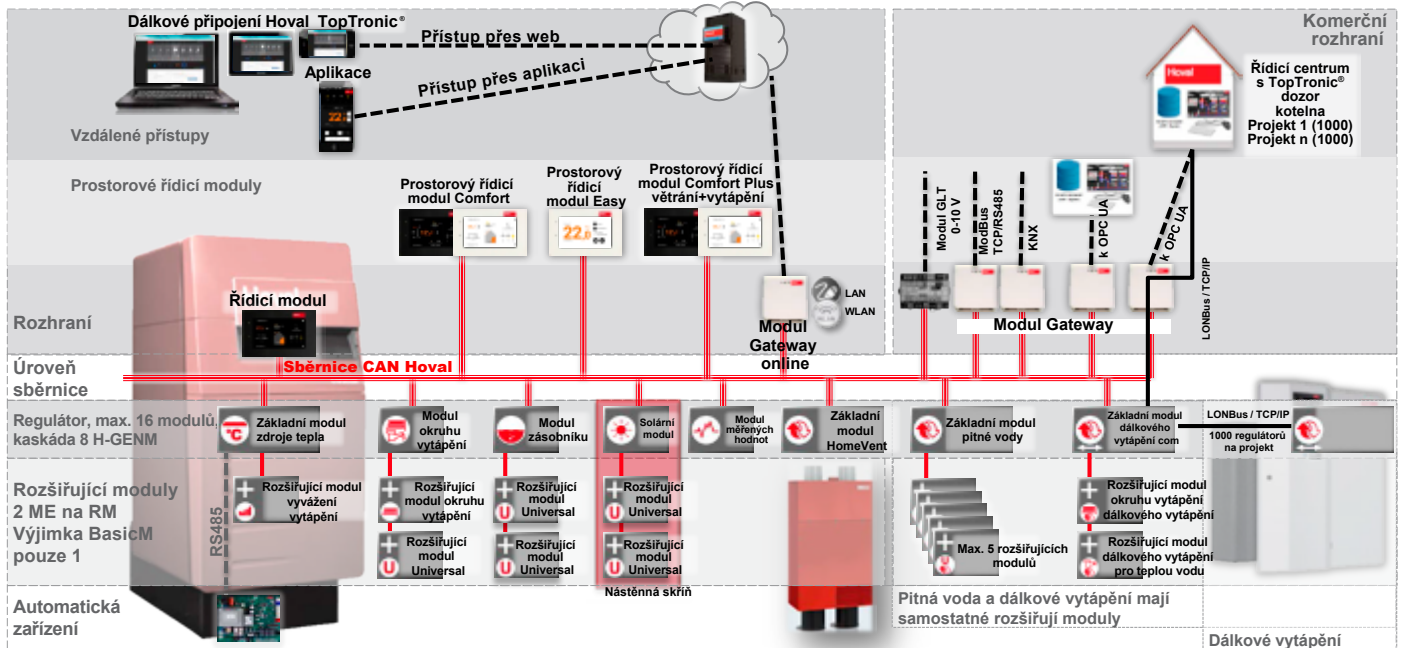 Dálkové připojení Hoval TopTronic®
Přístup přes web
Aplikace
Přístup přes aplikaci
Vzdálené přístupy
Komerční
rozhraní
Hoval
Řídicí centrum
s TopTronic®
dozor
kotelna
Projekt 1 (1000)
Projekt n (1000)
Prostorové řídicí moduly
Prostorový řídicí
modul Comfort
Prostorový
řídicí
modul Easy
Prostorový řídicí
modul Comfort Plus
větrání+vytápění
Modul GLT
0-10 V
ModBus
TCP/RS485
KNX
k OPC UA
k OPC UA
LONBus / TCP/IP
Řídicí modul
Rozhraní
LAN
WLAN
Modul
Gateway
online
Modul Gateway
Úroveň
sběrnice
Sběrnice CAN Hoval
Regulátor, max. 16 modulů,
kaskáda 8 H-GENM
°C
Základní modul
zdroje tepla
Modul
okruhu
vytápění
Modul
zásobníku
Solární
modul
Modul
měřených
hodnot
Základní
modul
HomeVent
Základní modul
pitné vody
Základní modul
dálkového
vytápění com
LONBus / TCP/IP
1000 regulátorů
na projekt
Rozšiřující moduly
2 ME na RM
Výjimka BasicM
pouze 1
RS485
Rozšiřující modul
vyvážení
vytápění
Rozšiřující
modul okruhu
vytápění
Rozšiřující
modul
Universal
Rozšiřující
modul
Universal
Rozšiřující
modul
Universal
Rozšiřující
modul
Universal
Rozšiřující
modul
Universal
Nástěnná skříň
Max. 5 rozšiřujících
modulů
Rozšiřující modul
okruhu vytápění
dálkového vytápění
Rozšiřující modul
dálkového vytápění
pro teplou vodu
Automatická
zařízení
Pitná voda a dálkové vytápění mají
samostatné rozšiřují moduly
Dálkové vytápění